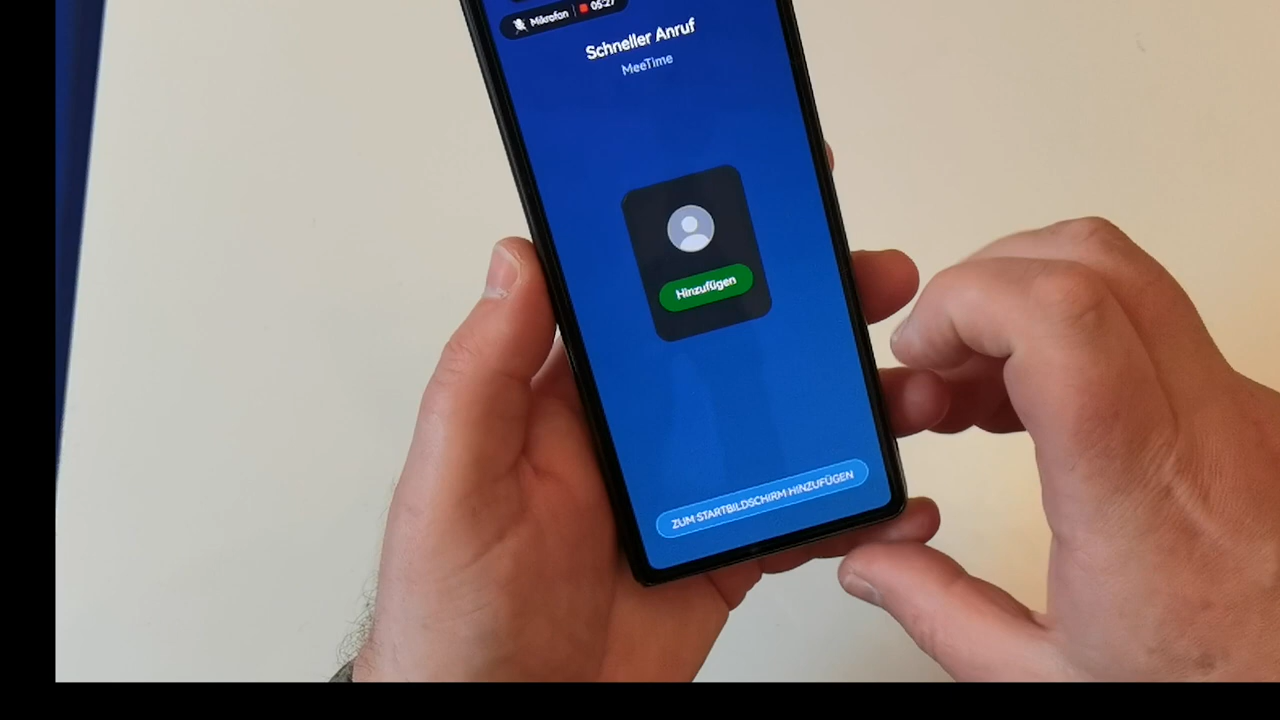 Mikrofon 05:27
Schneller Anruf
MeeTime
Hinzufügen
ZUM STARTBILDSCHIRM HINZUFÜGEN